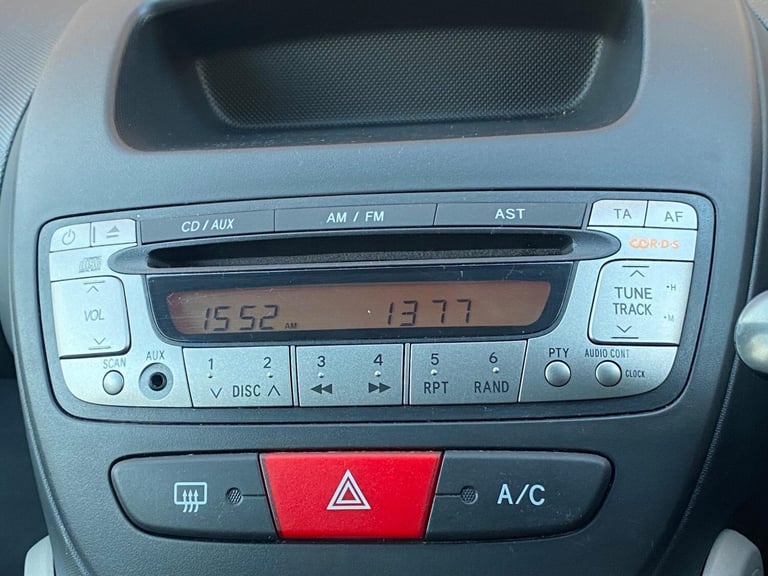 CD / AUX AM / FM AST TA AF
C0R·D·S
VOL
TUNE TRACK
H
M
1552 AM 1377
SCAN AUX
1 2 3 4 5 6
DISC RPT RAND
PTY AUDIO CONT
CLOCK
A/C